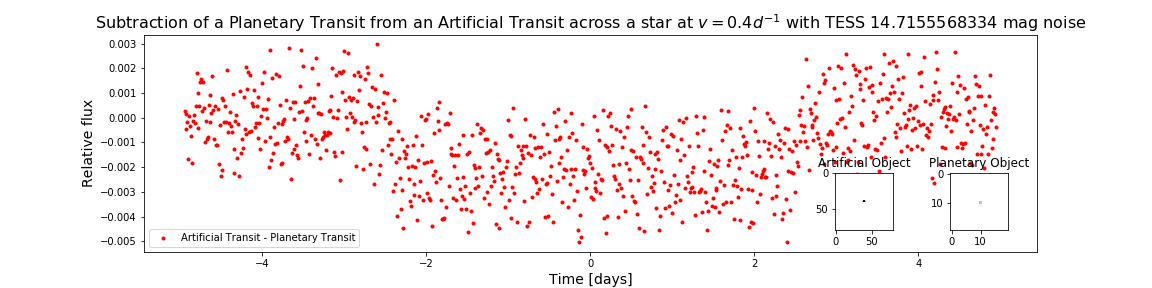 Subtraction of a Planetary Transit from an Artificial Transit across a star at v = 0.4d⁻¹ with TESS 14.7155568334 mag noise
0.003
0.002
0.001
0.000
−0.001
−0.002
−0.003
−0.004
−0.005
Relative flux
Artificial Transit - Planetary Transit
Artificial Object
0
50
0 50
Planetary Object
0
10
0 10
−4 −2 0 2 4
Time [days]